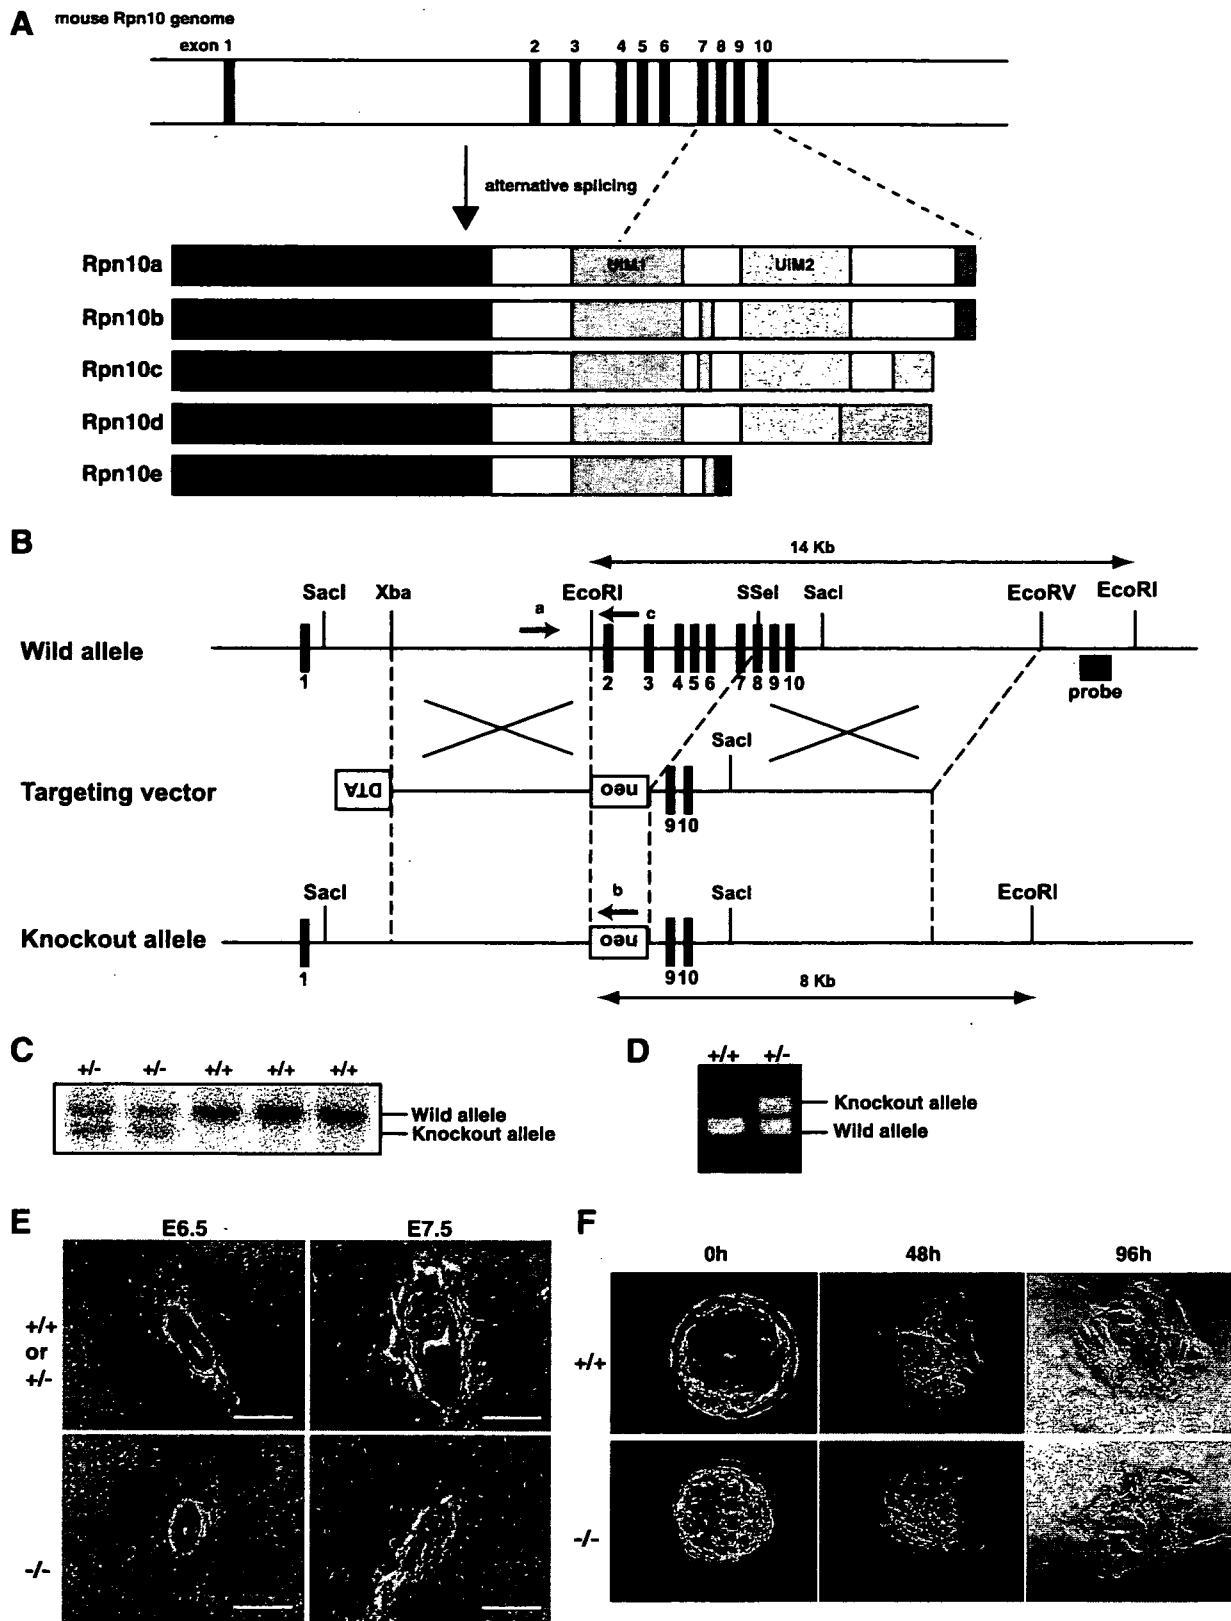 A
mouse Rpn10 genome
exon 1 2 3 4 5 6 7 8 9 10
alternative splicing
Rpn10a UIM1 UIM2
Rpn10b
Rpn10c
Rpn10d
Rpn10e
B
14 Kb
SacI Xba EcoRI SSeI SacI EcoRV EcoRI
a c
Wild allele
1 2 3 4 5 6 7 8 9 10
probe
SacI
Targeting vector DTA neo
9 10
SacI b SacI EcoRI
Knockout allele neo
1 9 10
8 Kb
C
+/- +/- +/+ +/+ +/+
Wild allele
Knockout allele
D
+/+ +/-
Knockout allele
Wild allele
E
E6.5 E7.5
+/+
or
+/-
-/-
F
0h 48h 96h
+/+
-/-